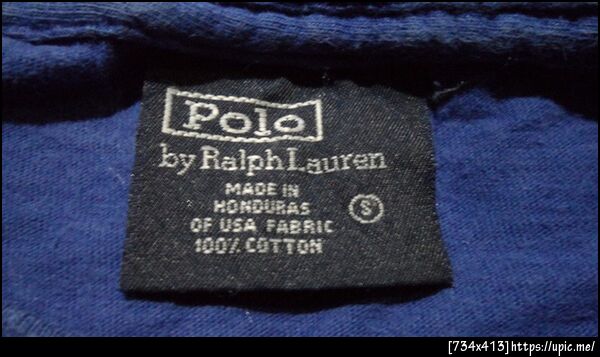 Polo
by Ralph Lauren
MADE IN
HONDURAS
OF USA FABRIC
100% COTTON
S
[734x413]https://upic.me/